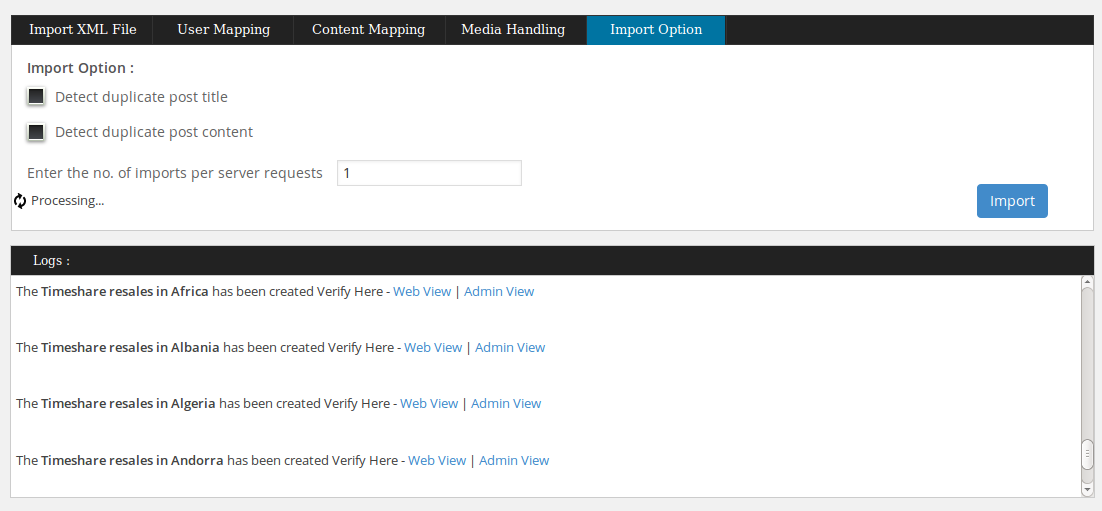 Import XML File User Mapping Content Mapping Media Handling Import Option
Import Option :
Detect duplicate post title
Detect duplicate post content
Enter the no. of imports per server requests 1
Processing...
Import
Logs :
The Timeshare resales in Africa has been created Verify Here - Web View | Admin View
The Timeshare resales in Albania has been created Verify Here - Web View | Admin View
The Timeshare resales in Algeria has been created Verify Here - Web View | Admin View
The Timeshare resales in Andorra has been created Verify Here - Web View | Admin View